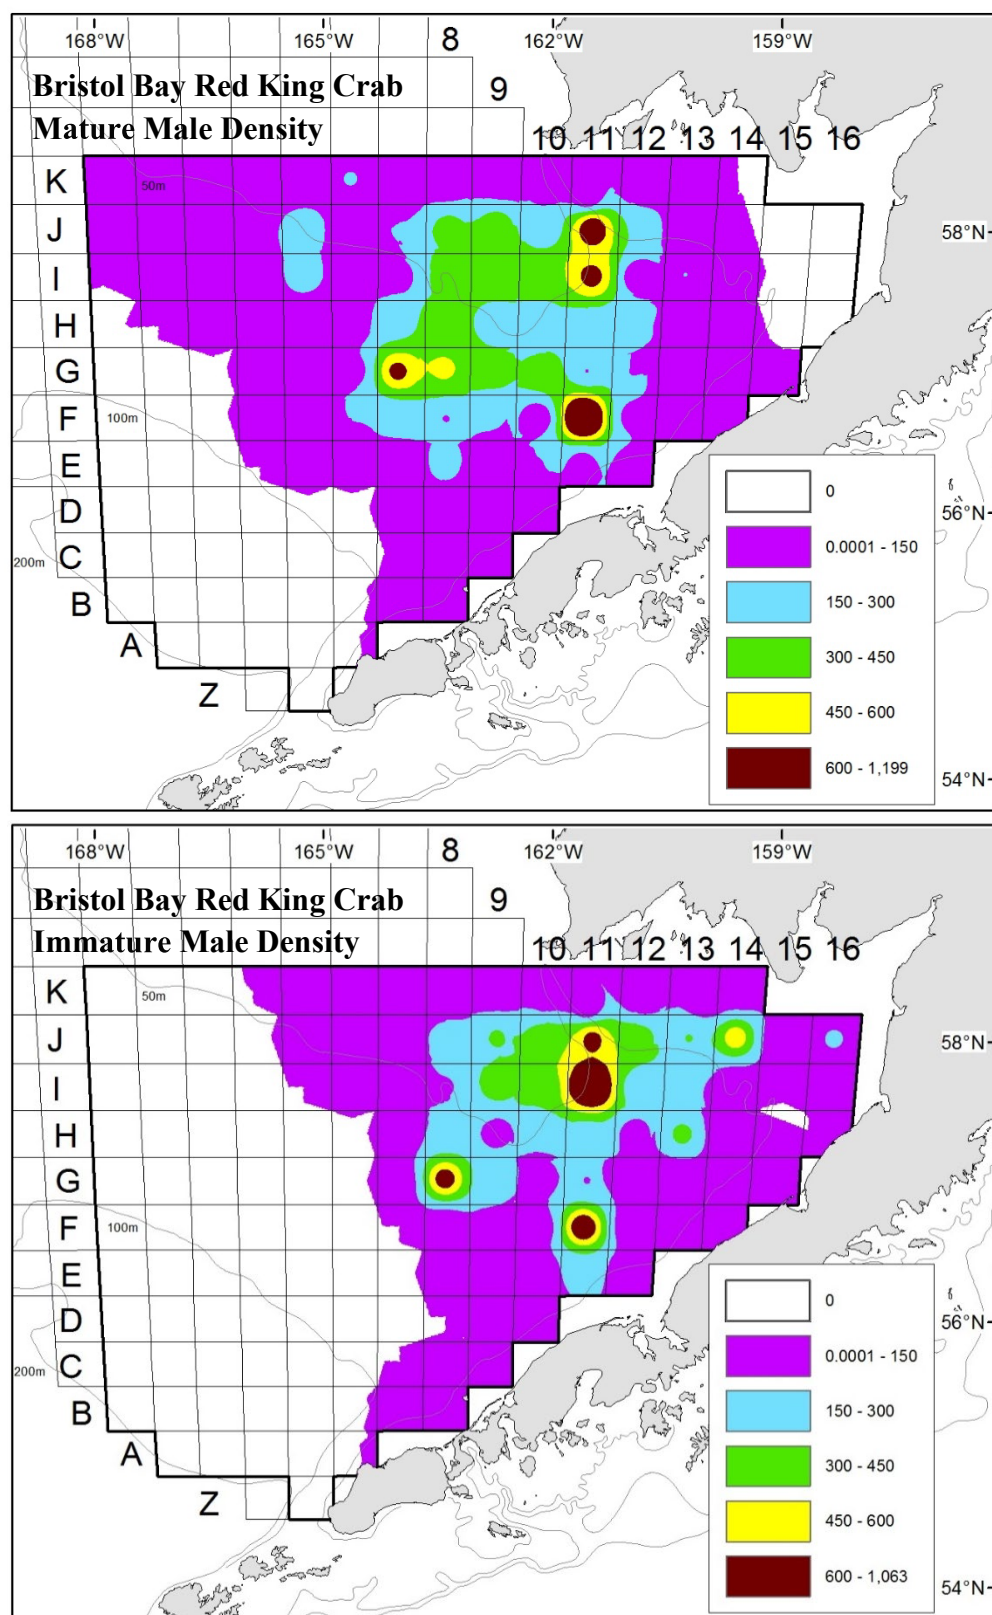 168°W 165°W 8 162°W 159°W
Bristol Bay Red King Crab 9
Mature Male Density 10 11 12 13 14 15 16
K 50m
J 58°N
I
H
G
100m F
E
D 0
56°N
C 0.0001 - 150
200m
B 150 - 300
A 300 - 450
Z 450 - 600
600 - 1,199
54°N
168°W 165°W 8 162°W 159°W
Bristol Bay Red King Crab 9
Immature Male Density 10 11 12 13 14 15 16
K 50m
J 58°N
I
H
G
100m F
E
D 0
56°N
C 0.0001 - 150
200m
B 150 - 300
A 300 - 450
Z 450 - 600
600 - 1,063
54°N